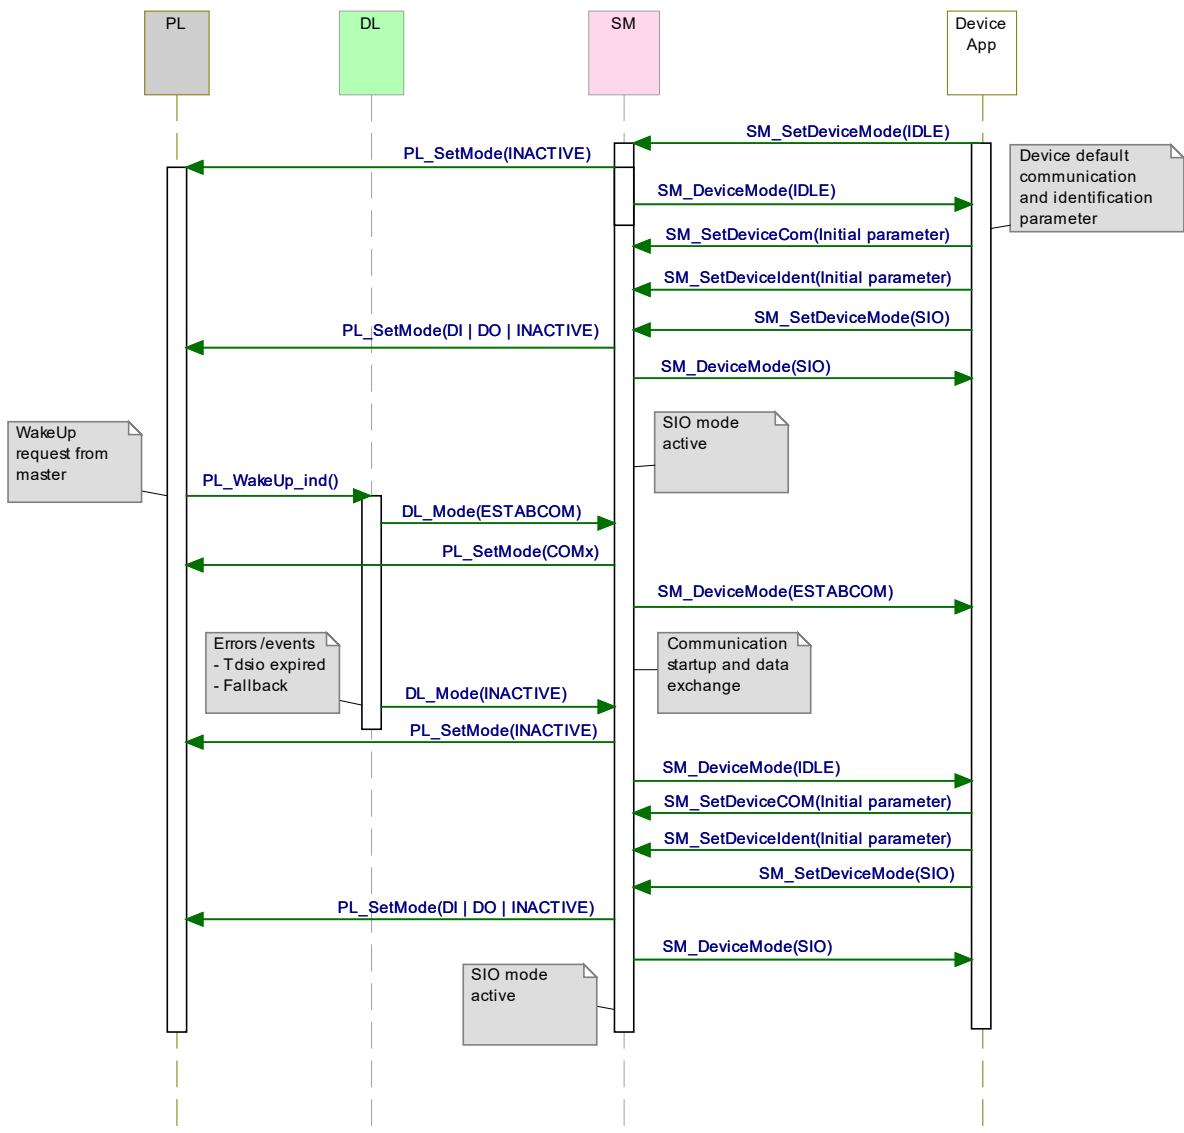 PL
DL
SM
Device
App
SM_SetDeviceMode(IDLE)
PL_SetMode(INACTIVE)
Device default
communication
and identification
parameter
SM_DeviceMode(IDLE)
SM_SetDeviceCom(Initial parameter)
SM_SetDeviceIdent(Initial parameter)
SM_SetDeviceMode(SIO)
PL_SetMode(DI | DO | INACTIVE)
SM_DeviceMode(SIO)
WakeUp
request from
master
SIO mode
active
PL_WakeUp_ind()
DL_Mode(ESTABCOM)
PL_SetMode(COMx)
SM_DeviceMode(ESTABCOM)
Errors/events
- Tdsio expired
- Fallback
Communication
startup and data
exchange
DL_Mode(INACTIVE)
PL_SetMode(INACTIVE)
SM_DeviceMode(IDLE)
SM_SetDeviceCOM(Initial parameter)
SM_SetDeviceIdent(Initial parameter)
SM_SetDeviceMode(SIO)
PL_SetMode(DI | DO | INACTIVE)
SM_DeviceMode(SIO)
SIO mode
active